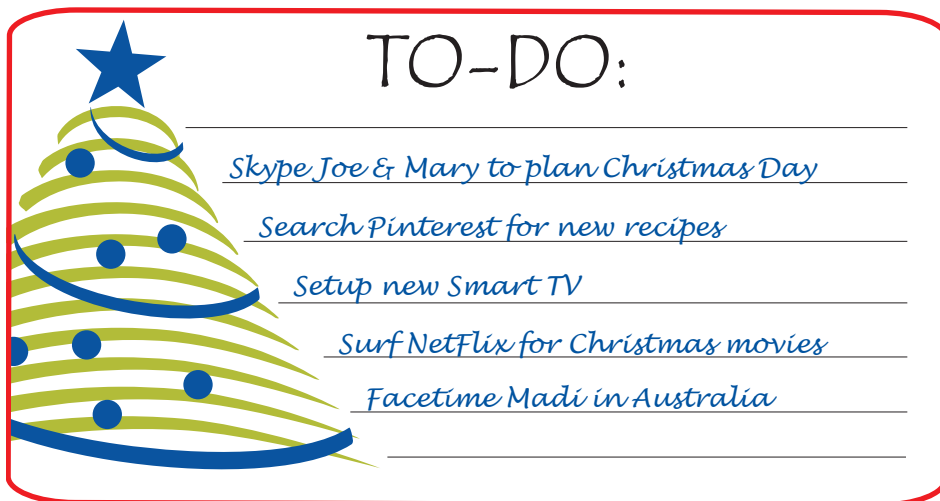 TO-DO:
Skype Joe & Mary to plan Christmas Day
Search Pinterest for new recipes
Setup new Smart TV
Surf NetFlix for Christmas movies
Facetime Madi in Australia